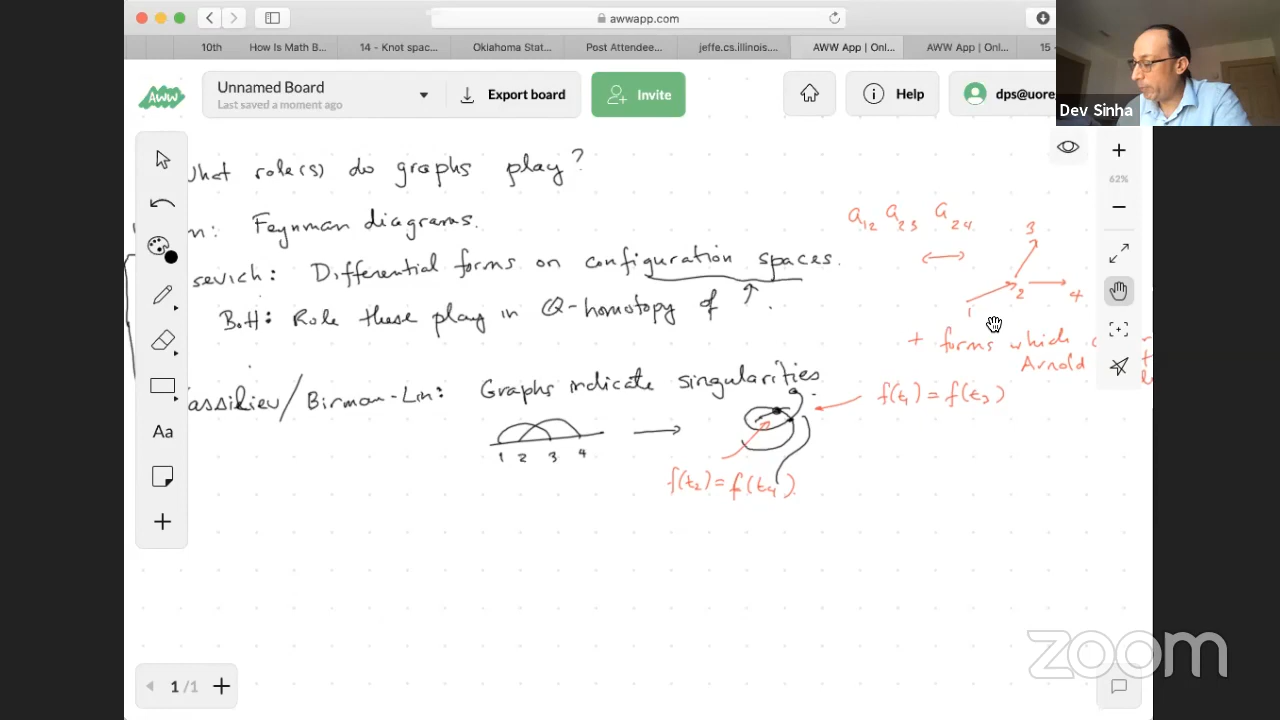 awwapp.com
10th
How Is Math B...
14 - Knot spac...
Oklahoma Stat...
Post Attendee...
jeffe.cs.illinois....
AWW App | Onl...
AWW App | Onl...
15 -
Dev Sinha
AWW
Unnamed Board
Last saved a moment ago
Export board
Invite
Help
dps@uore
62%
Aa
what role(s) do graphs play?
n: Feynman diagrams.
sevich: Differential forms on configuration spaces.
Bott: Role these play in Q-homotopy of ↑.
a12 a23 a24
↔
1 2 3 4
+ forms which
Arnold
assiliev/Birman-Lin: Graphs indicate singularities.
1 2 3 4
f(t1) = f(t3)
f(t2) = f(t4)
1 / 1
zoom